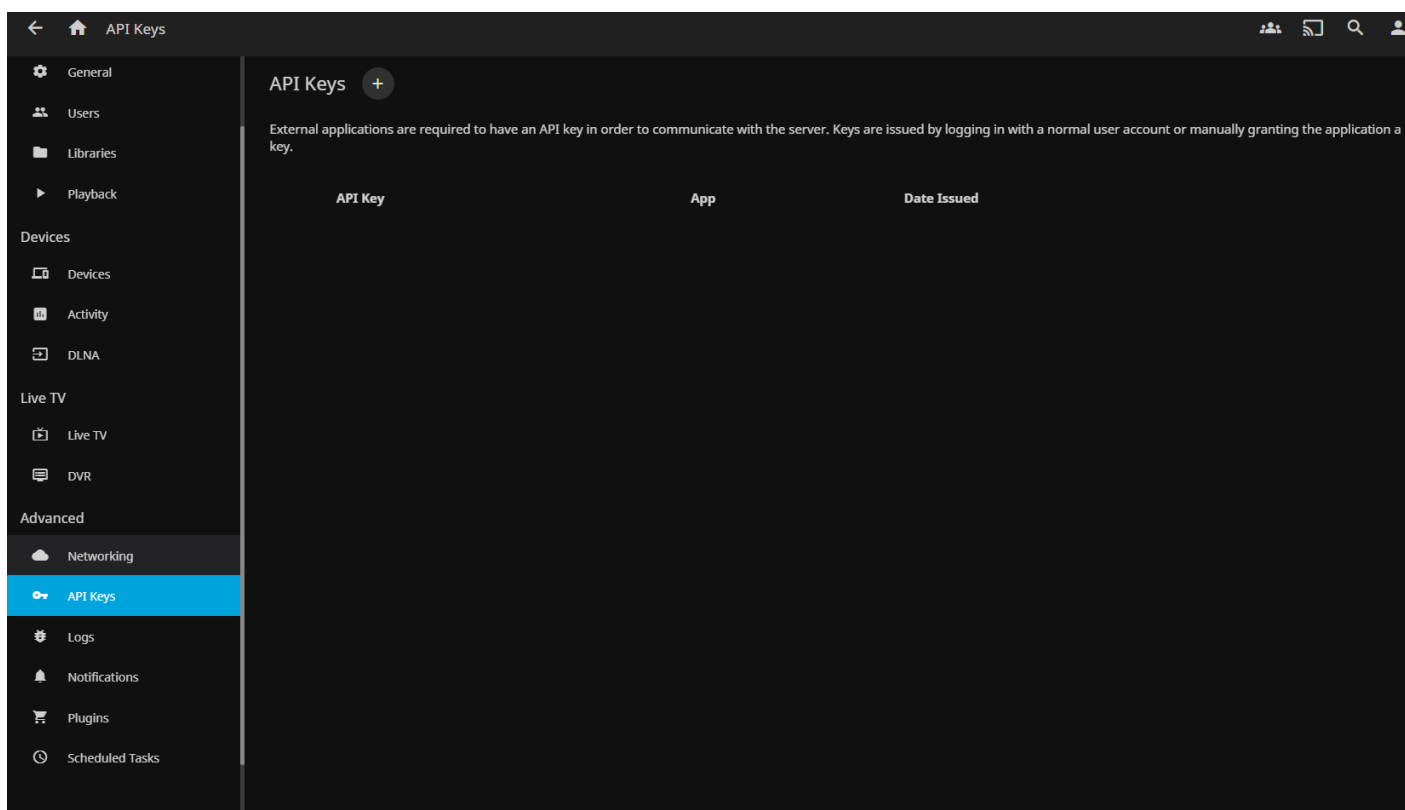 API Keys
General
Users
Libraries
Playback
Devices
Devices
Activity
DLNA
Live TV
Live TV
DVR
Advanced
Networking
API Keys
Logs
Notifications
Plugins
Scheduled Tasks
API Keys +
External applications are required to have an API key in order to communicate with the server. Keys are issued by logging in with a normal user account or manually granting the application a
key.
API Key App Date Issued